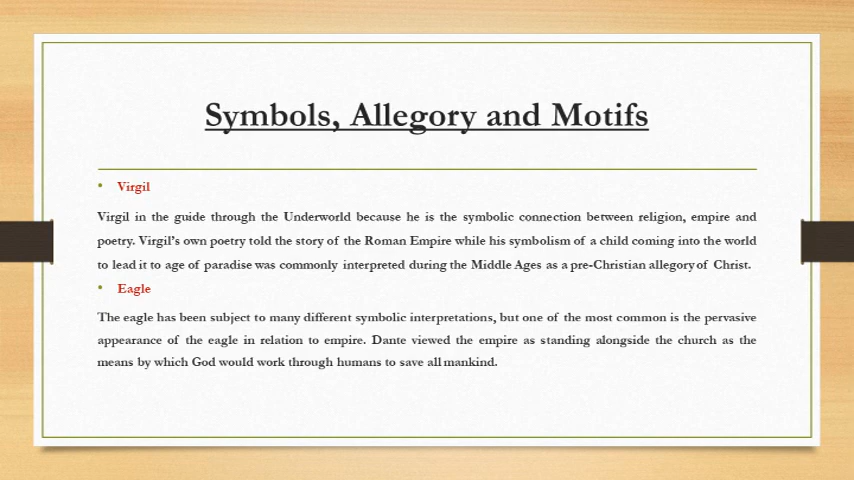 Symbols, Allegory and Motifs
• Virgil
Virgil in the guide through the Underworld because he is the symbolic connection between religion, empire and
poetry. Virgil's own poetry told the story of the Roman Empire while his symbolism of a child coming into the world
to lead it to age of paradise was commonly interpreted during the Middle Ages as a pre-Christian allegory of Christ.
• Eagle
The eagle has been subject to many different symbolic interpretations, but one of the most common is the pervasive
appearance of the eagle in relation to empire. Dante viewed the empire as standing alongside the church as the
means by which God would work through humans to save all mankind.